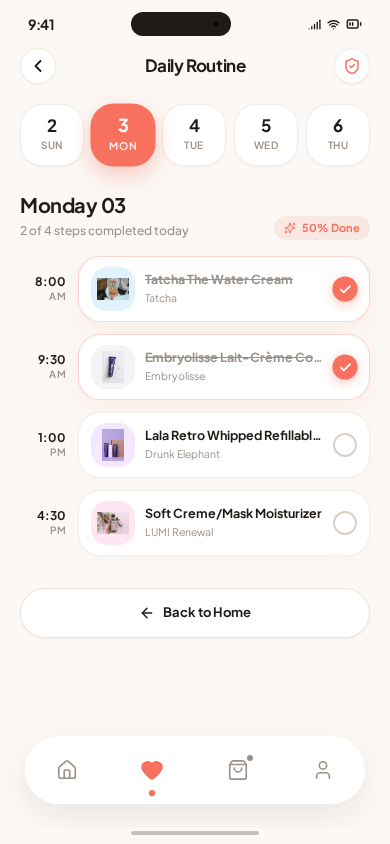 9:41
Daily Routine
2
SUN
3
MON
4
TUE
5
WED
6
THU
Monday 03
2 of 4 steps completed today
50% Done
8:00
AM
Tatcha The Water Cream
Tatcha
9:30
AM
Embryolisse Lait-Crème Co...
Embryolisse
1:00
PM
Lala Retro Whipped Refillabl...
Drunk Elephant
4:30
PM
Soft Creme/Mask Moisturizer
LUMI Renewal
Back to Home